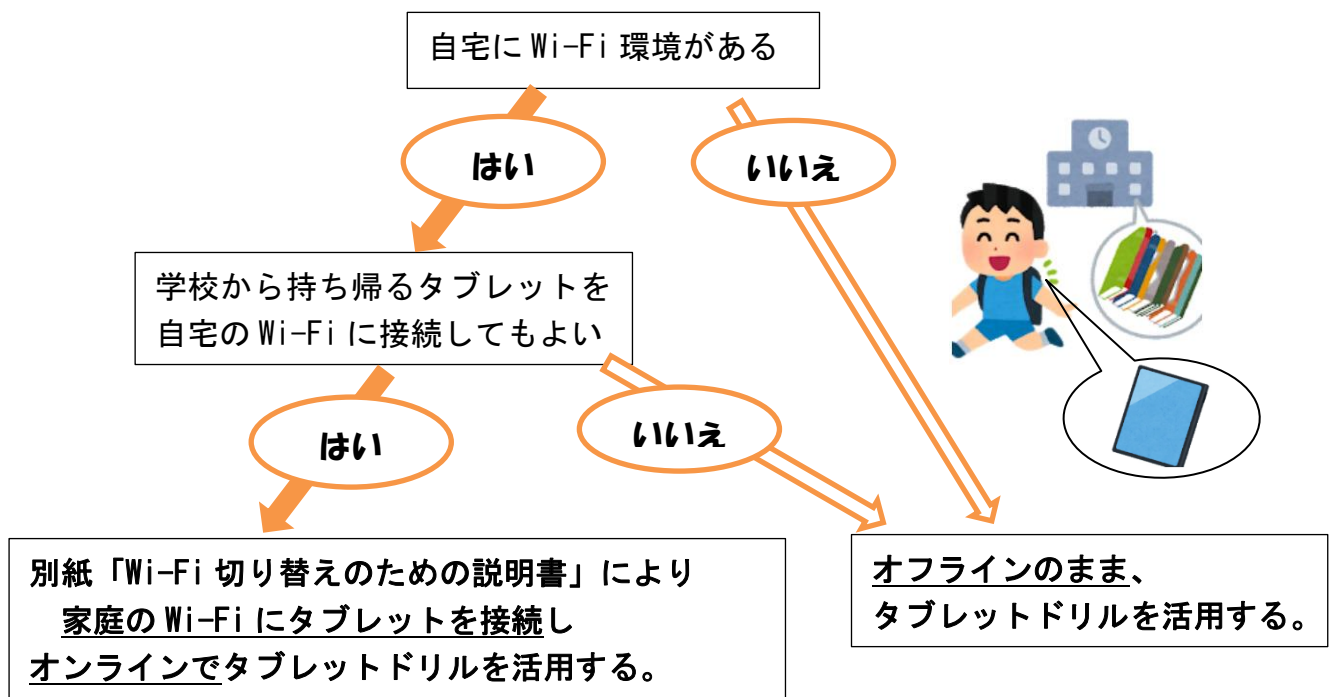 自宅にWi-Fi環境がある
はい
いいえ
学校から持ち帰るタブレットを
自宅のWi-Fiに接続してもよい
はい
いいえ
別紙「Wi-Fi切り替えのための説明書」により
家庭のWi-Fiにタブレットを接続し
オンラインでタブレットドリルを活用する。
オフラインのまま、
タブレットドリルを活用する。